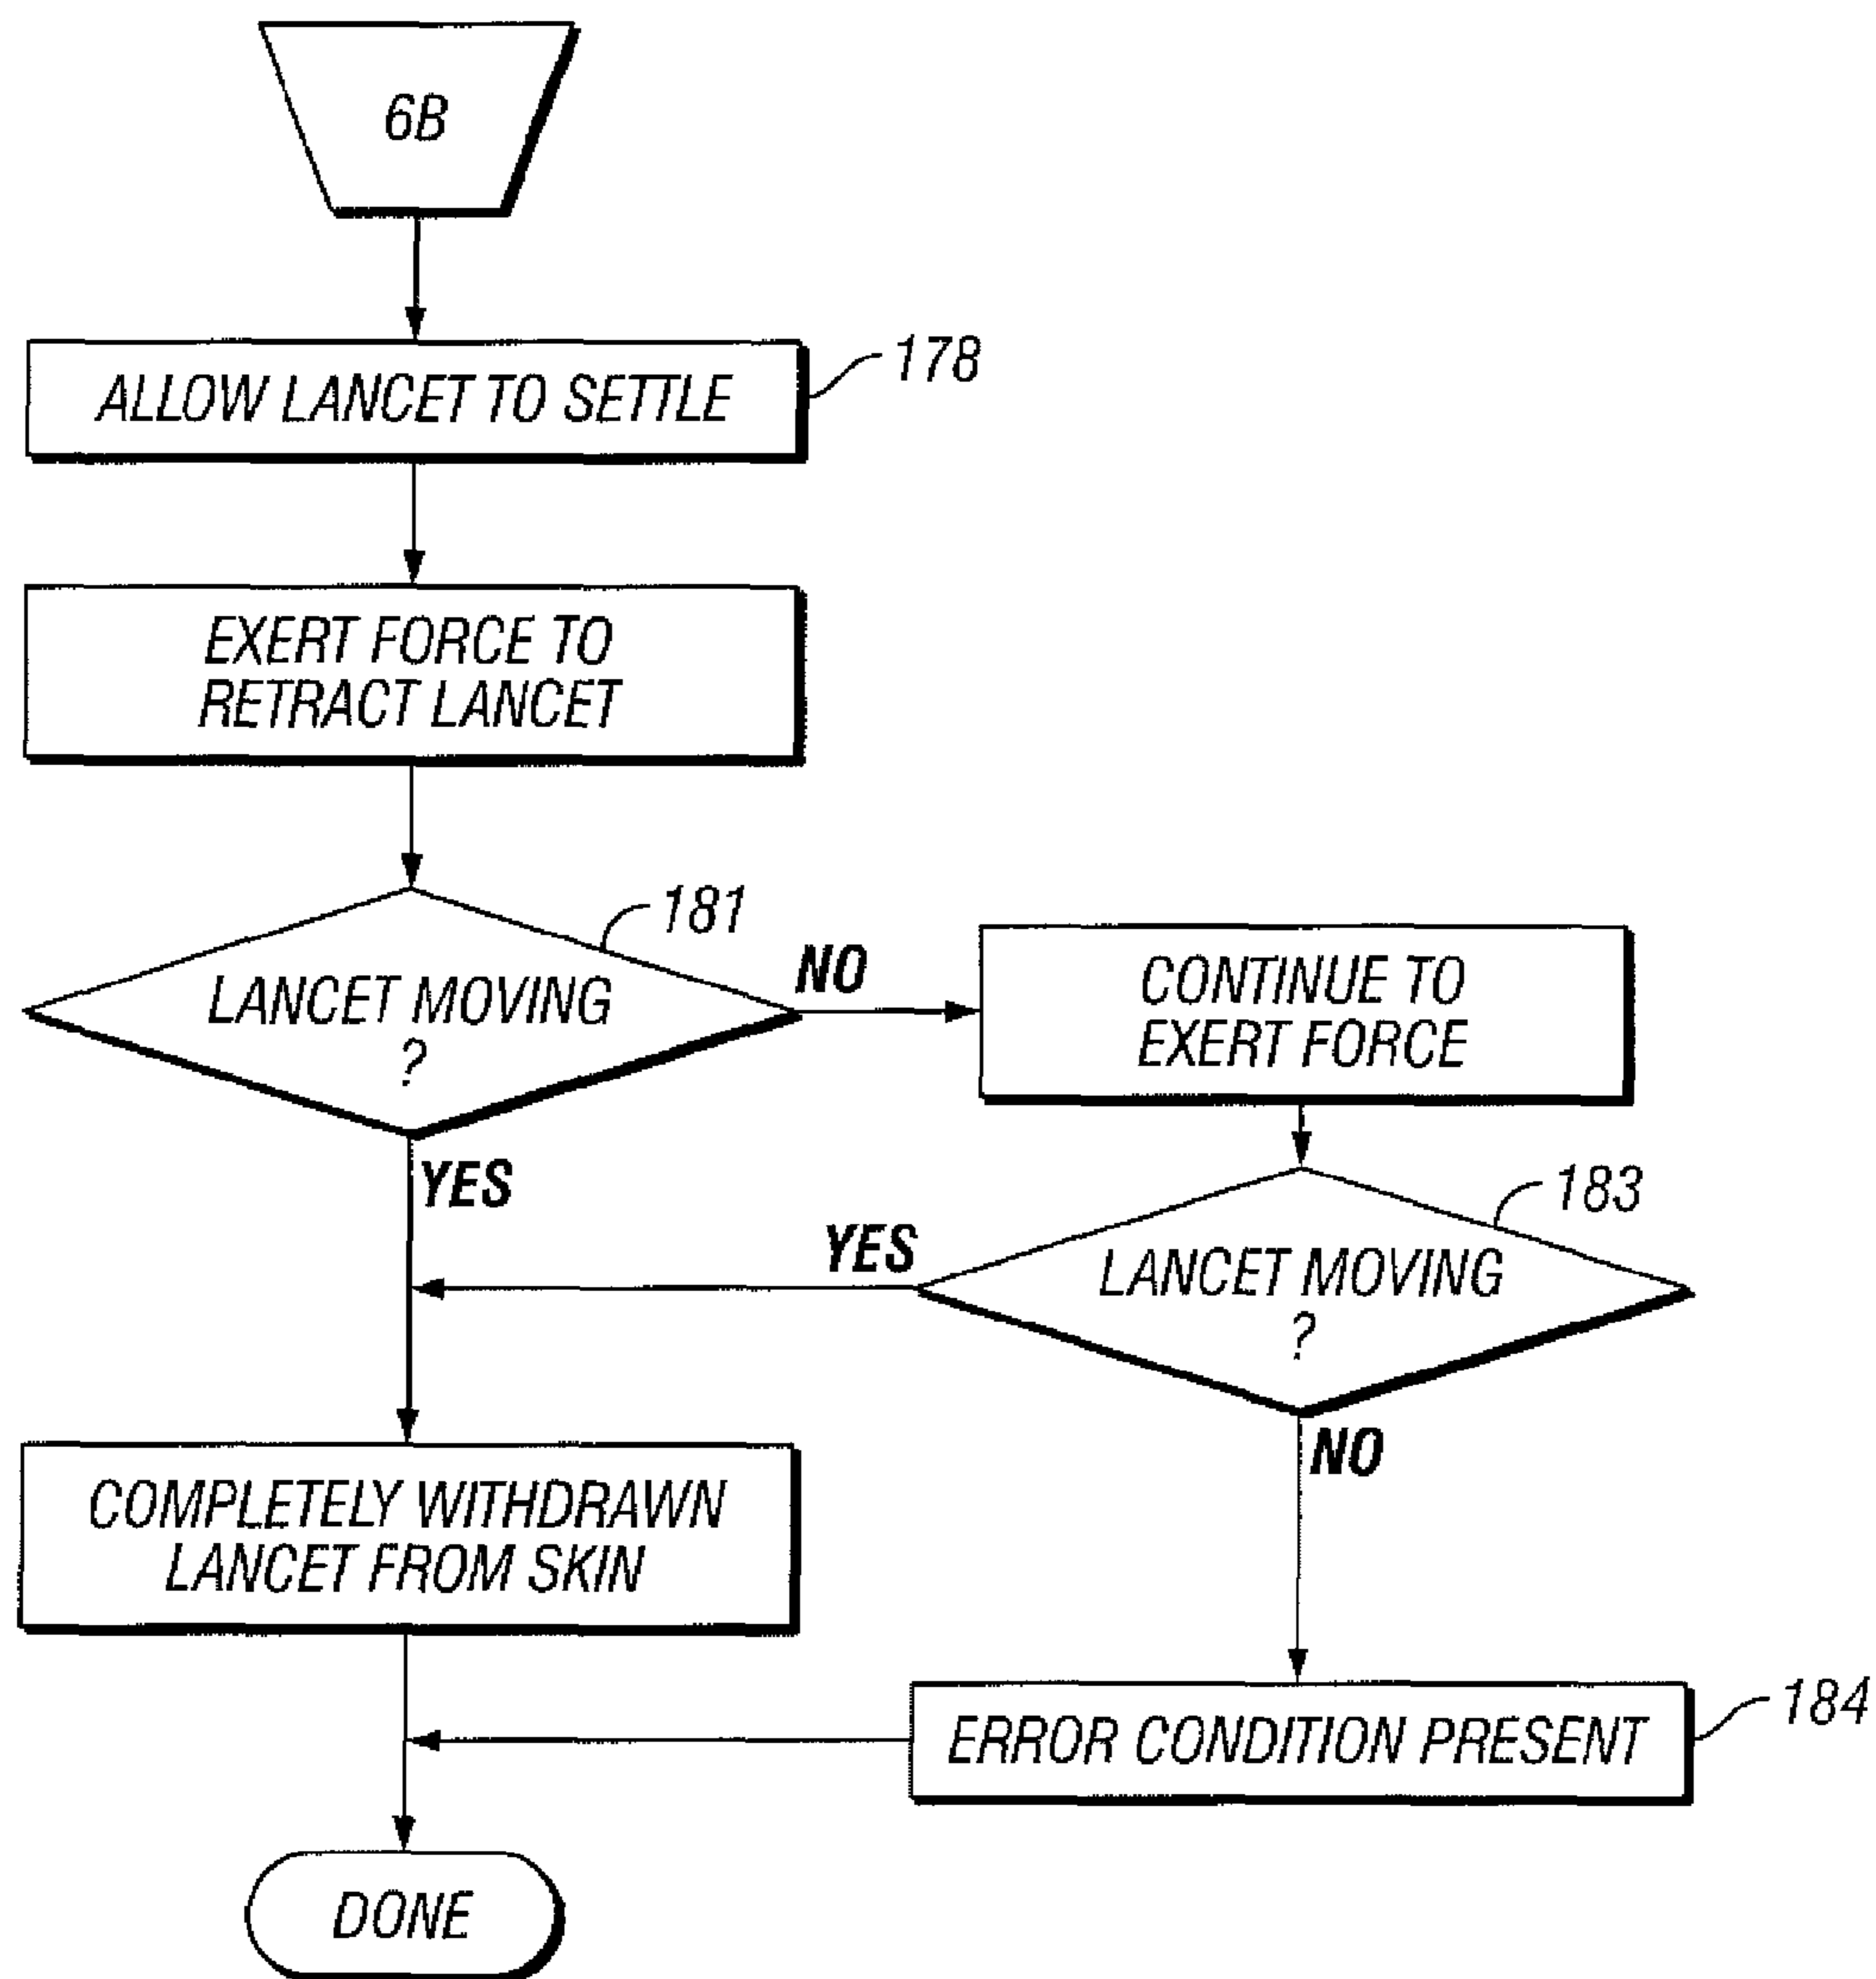 6B
ALLOW LANCET TO SETTLE
178
EXERT FORCE TO
RETRACT LANCET
181
LANCET MOVING
?
NO
CONTINUE TO
EXERT FORCE
YES
183
YES
LANCET MOVING
?
NO
COMPLETELY WITHDRAWN
LANCET FROM SKIN
184
ERROR CONDITION PRESENT
DONE